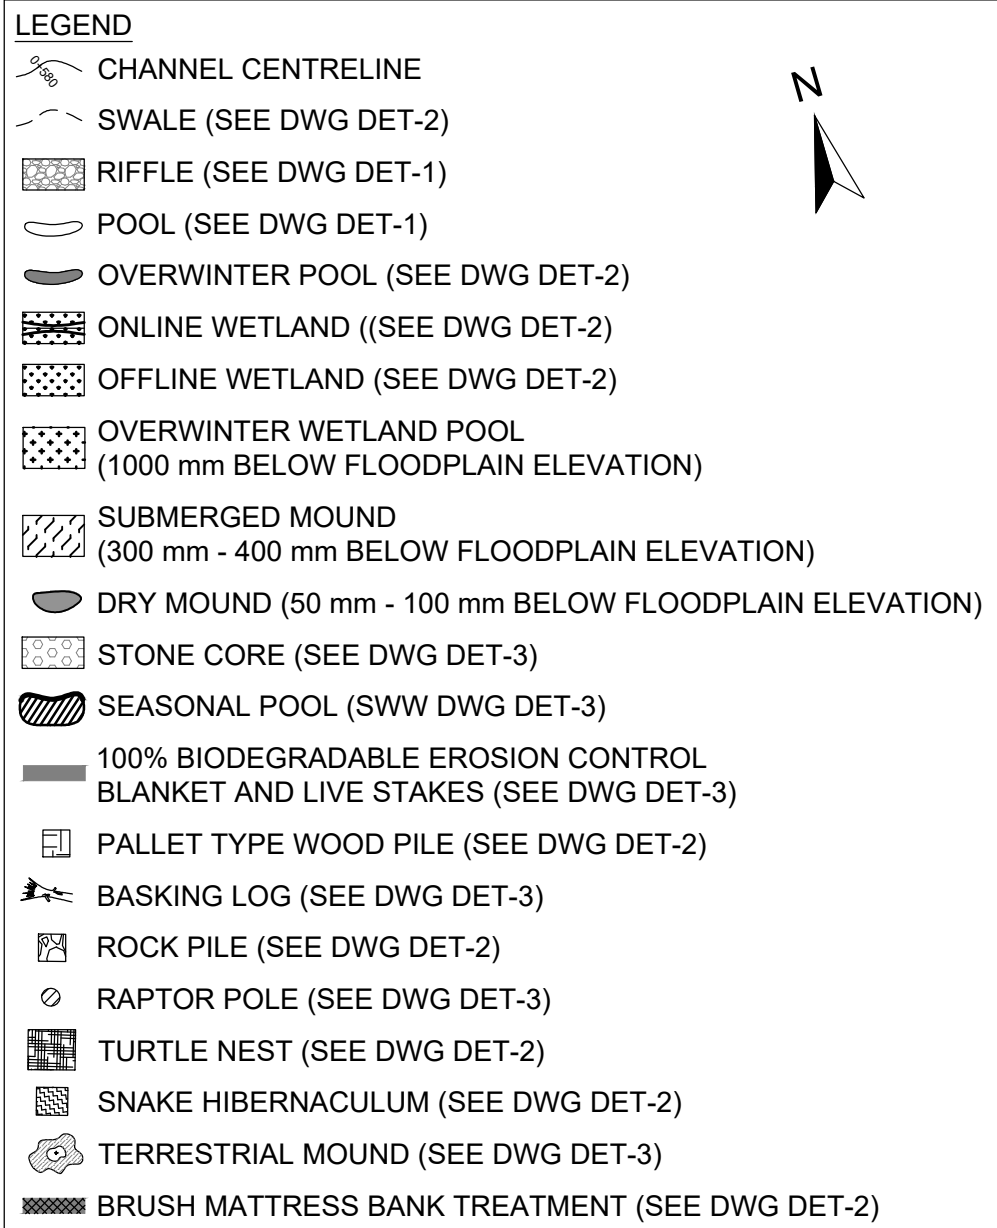 LEGEND
0+580
CHANNEL CENTRELINE
N
SWALE (SEE DWG DET-2)
RIFFLE (SEE DWG DET-1)
POOL (SEE DWG DET-1)
OVERWINTER POOL (SEE DWG DET-2)
ONLINE WETLAND ((SEE DWG DET-2)
OFFLINE WETLAND (SEE DWG DET-2)
OVERWINTER WETLAND POOL
(1000 mm BELOW FLOODPLAIN ELEVATION)
SUBMERGED MOUND
(300 mm - 400 mm BELOW FLOODPLAIN ELEVATION)
DRY MOUND (50 mm - 100 mm BELOW FLOODPLAIN ELEVATION)
STONE CORE (SEE DWG DET-3)
SEASONAL POOL (SWW DWG DET-3)
100% BIODEGRADABLE EROSION CONTROL
BLANKET AND LIVE STAKES (SEE DWG DET-3)
PALLET TYPE WOOD PILE (SEE DWG DET-2)
BASKING LOG (SEE DWG DET-3)
ROCK PILE (SEE DWG DET-2)
RAPTOR POLE (SEE DWG DET-3)
TURTLE NEST (SEE DWG DET-2)
SNAKE HIBERNACULUM (SEE DWG DET-2)
TERRESTRIAL MOUND (SEE DWG DET-3)
BRUSH MATTRESS BANK TREATMENT (SEE DWG DET-2)